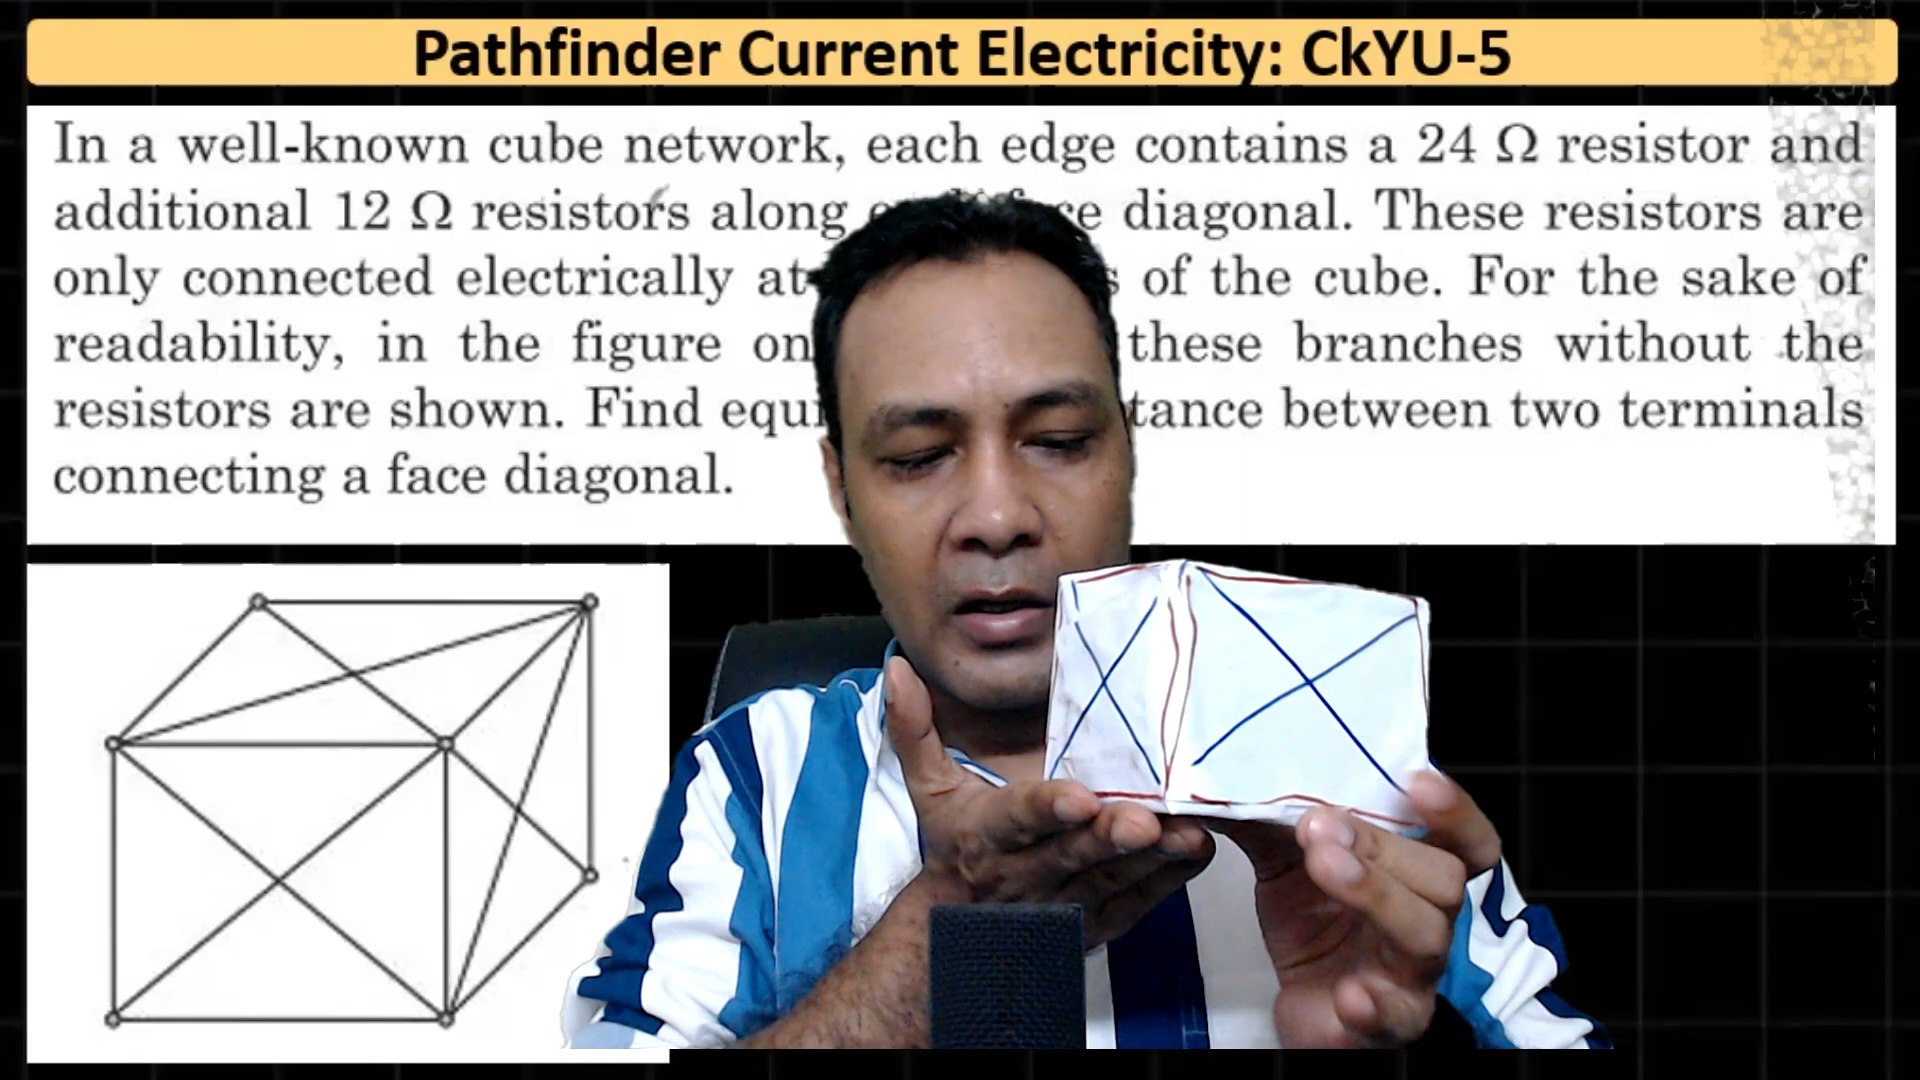 Pathfinder Current Electricity: CkYU-5
In a well-known cube network, each edge contains a 24 Ω resistor and
additional 12 Ω resistors along diagonal. These resistors are
only connected electrically at of the cube. For the sake of
readability, in the figure these branches without the
resistors are shown. Find between two terminals
connecting a face diagonal.